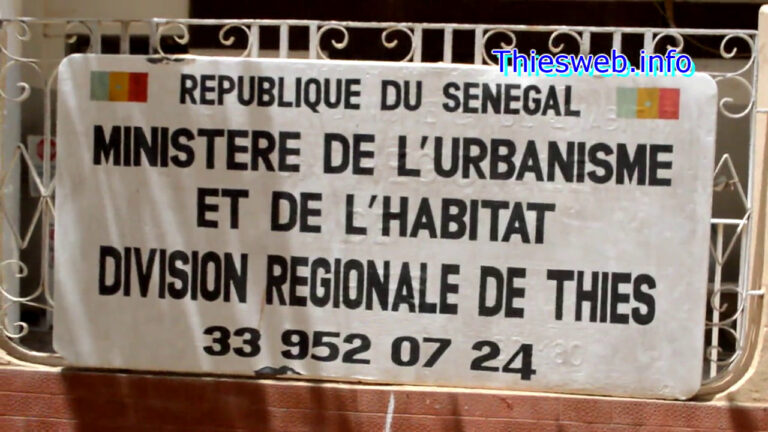 Thiesweb.info
REPUBLIQUE DU SENEGAL
MINISTERE DE L'URBANISME
ET DE L'HABITAT
DIVISION REGIONALE DE THIES
33 952 07 24